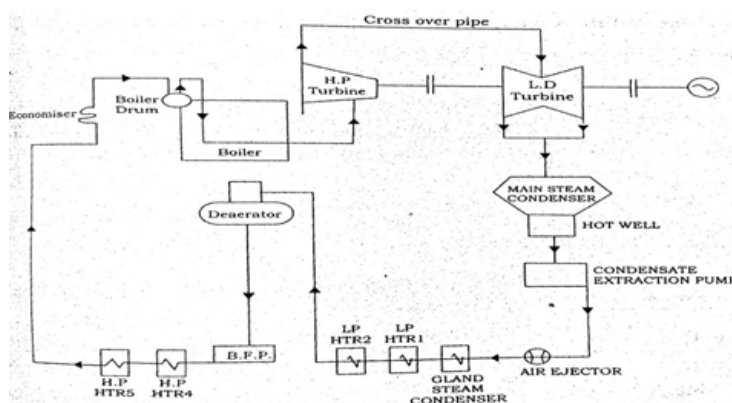 Cross over pipe
H.P
Turbine
L.D
Turbine
Economiser
Boiler
Drum
Boiler
Deaerator
MAIN STEAM
CONDENSER
HOT WELL
CONDENSATE
EXTRACTION PUMP
AIR EJECTOR
GLAND
STEAM
CONDENSER
LP
HTR1
LP
HTR2
B.F.P.
H.P
HTR4
H.P
HTR5